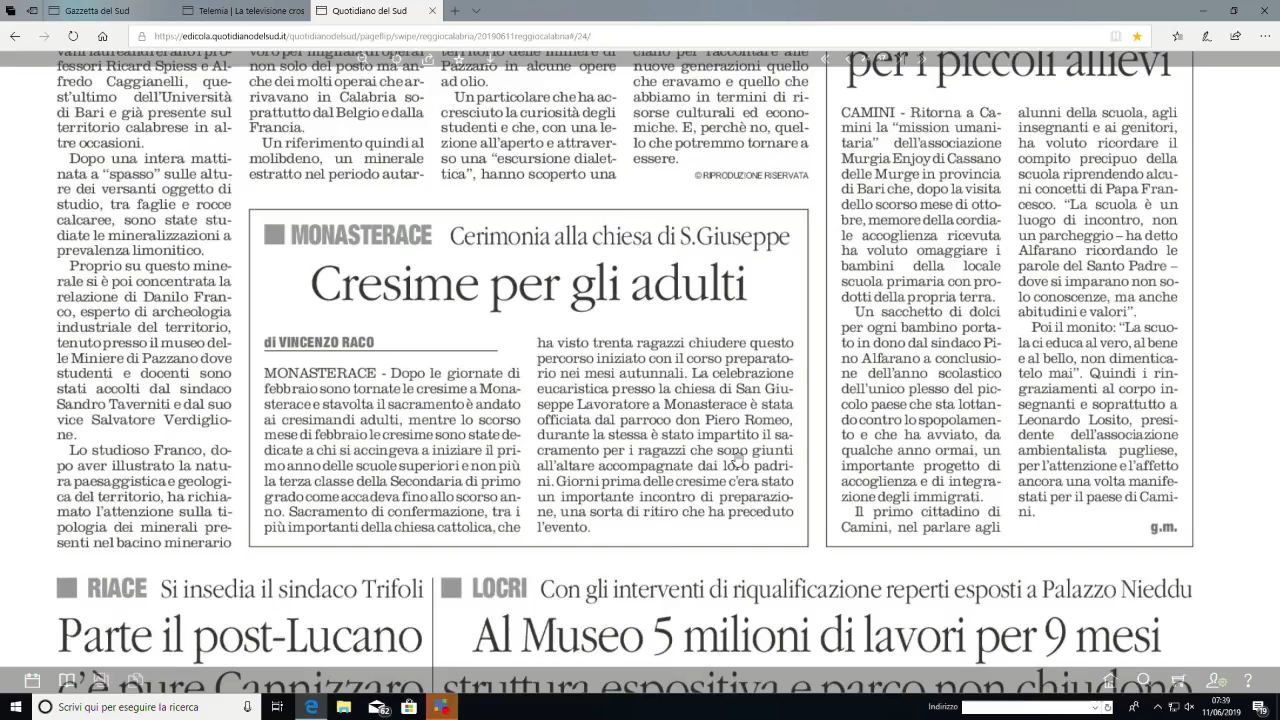 Quotidiano del Sud
Quotidiano del Sud
Quotidiano del Sud
https://edicola.quotidianodelsud.it/quotidianodelsud/pageflip/swipe/reggiocalabria/20190611reggiocalabria#/24/
vani laureandi erano i pro-
fessori Ricard Spiess e Al-
fredo Caggianelli, que-
st'ultimo dell'Università
di Bari e già presente sul
territorio calabrese in al-
tre occasioni.
Dopo una intera matti-
nata a "spasso" sulle altu-
re dei versanti oggetto di
studio, tra faglie e rocce
calcaree, sono state stu-
diate le mineralizzazioni a
prevalenza limonitico.
Proprio su questo mine-
rale si è poi concentrata la
relazione di Danilo Fran-
co, esperto di archeologia
industriale del territorio,
tenuto presso il museo del-
le Miniere di Pazzano dove
studenti e docenti sono
stati accolti dal sindaco
Sandro Taverniti e dal suo
vice Salvatore Verdiglio-
ne.
Lo studioso Franco, do-
po aver illustrato la natu-
ra paesaggistica e geologi-
ca del territorio, ha richia-
mato l'attenzione sulla ti-
pologia dei minerali pre-
senti nel bacino minerario
voro per migliaia di operai
non solo del posto ma an-
che dei molti operai che ar-
rivavano in Calabria so-
prattutto dal Belgio e dalla
Francia.
Un riferimento quindi al
molibdeno, un minerale
estratto nel periodo autar-
territorio delle miniere di
Pazzano in alcune opere
ad olio.
Un particolare che ha ac-
cresciuto la curiosità degli
studenti e che, con una le-
zione all'aperto e attraver-
so una "escursione dialet-
tica", hanno scoperto una
ciano per raccontare alle
nuove generazioni quello
che eravamo e quello che
abbiamo in termini di ri-
sorse culturali ed econo-
miche. E, perchè no, quel-
lo che potremmo tornare a
essere.
© RIPRODUZIONE RISERVATA
MONASTERACE Cerimonia alla chiesa di S.Giuseppe
Cresime per gli adulti
di VINCENZO RACO
MONASTERACE - Dopo le giornate di
febbraio sono tornate le cresime a Mona-
sterace e stavolta il sacramento è andato
ai cresimandi adulti, mentre lo scorso
mese di febbraio le cresime sono state de-
dicate a chi si accingeva a iniziare il pri-
mo anno delle scuole superiori e non più
la terza classe della Secondaria di primo
grado come accadeva fino allo scorso an-
no. Sacramento di confermazione, tra i
più importanti della chiesa cattolica, che
ha visto trenta ragazzi chiudere questo
percorso iniziato con il corso preparato-
rio nei mesi autunnali. La celebrazione
eucaristica presso la chiesa di San Giu-
seppe Lavoratore a Monasterace è stata
officiata dal parroco don Piero Romeo,
durante la stessa è stato impartito il sa-
cramento per i ragazzi che sono giunti
all'altare accompagnate dai loro padri-
ni. Giorni prima delle cresime c'era stato
un importante incontro di preparazio-
ne, una sorta di ritiro che ha preceduto
l'evento.
per i piccoli allievi
CAMINI - Ritorna a Ca-
mini la "mission umani-
taria" dell'associazione
Murgia Enjoy di Cassano
delle Murge in provincia
di Bari che, dopo la visita
dello scorso mese di otto-
bre, memore della cordia-
le accoglienza ricevuta
ha voluto omaggiare i
bambini della locale
scuola primaria con pro-
dotti della propria terra.
Un sacchetto di dolci
per ogni bambino porta-
to in dono dal sindaco Pi-
no Alfarano a conclusio-
ne dell'anno scolastico
dell'unico plesso del pic-
colo paese che sta lottan-
do contro lo spopolamen-
to e che ha avviato, da
qualche anno ormai, un
importante progetto di
accoglienza e di integra-
zione degli immigrati.
Il primo cittadino di
Camini, nel parlare agli
alunni della scuola, agli
insegnanti e ai genitori,
ha voluto ricordare il
compito precipuo della
scuola riprendendo alcu-
ni concetti di Papa Fran-
cesco. "La scuola è un
luogo di incontro, non
un parcheggio – ha detto
Alfarano ricordando le
parole del Santo Padre –
dove si imparano non so-
lo conoscenze, ma anche
abitudini e valori".
Poi il monito: "La scuo-
la ci educa al vero, al bene
e al bello, non dimentica-
telo mai". Quindi i rin-
graziamenti al corpo in-
segnanti e soprattutto a
Leonardo Losito, presi-
dente dell'associazione
ambientalista pugliese,
per l'attenzione e l'affetto
ancora una volta manife-
stati per il paese di Cami-
ni.
g.m.
RIACE Si insedia il sindaco Trifoli
Parte il post-Lucano
c'è pure Cannizzaro
LOCRI Con gli interventi di riqualificazione reperti esposti a Palazzo Nieddu
Al Museo 5 milioni di lavori per 9 mesi
struttura espositiva e parco non chiudono
Scrivi qui per eseguire la ricerca
62
Indirizzo
07:39
11/06/2019
19